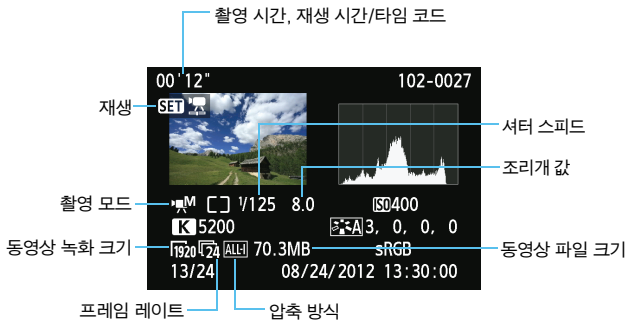 촬영 시간, 재생 시간/타임 코드
00'12" 102-0027
재생
SET
셔터 스피드
조리개 값
촬영 모드
M 1/125 8.0 ISO 400
K 5200 A 3, 0, 0, 0
동영상 녹화 크기
1920 24 ALL-I 70.3MB sRGB
동영상 파일 크기
13/24 08/24/2012 13:30:00
프레임 레이트
압축 방식